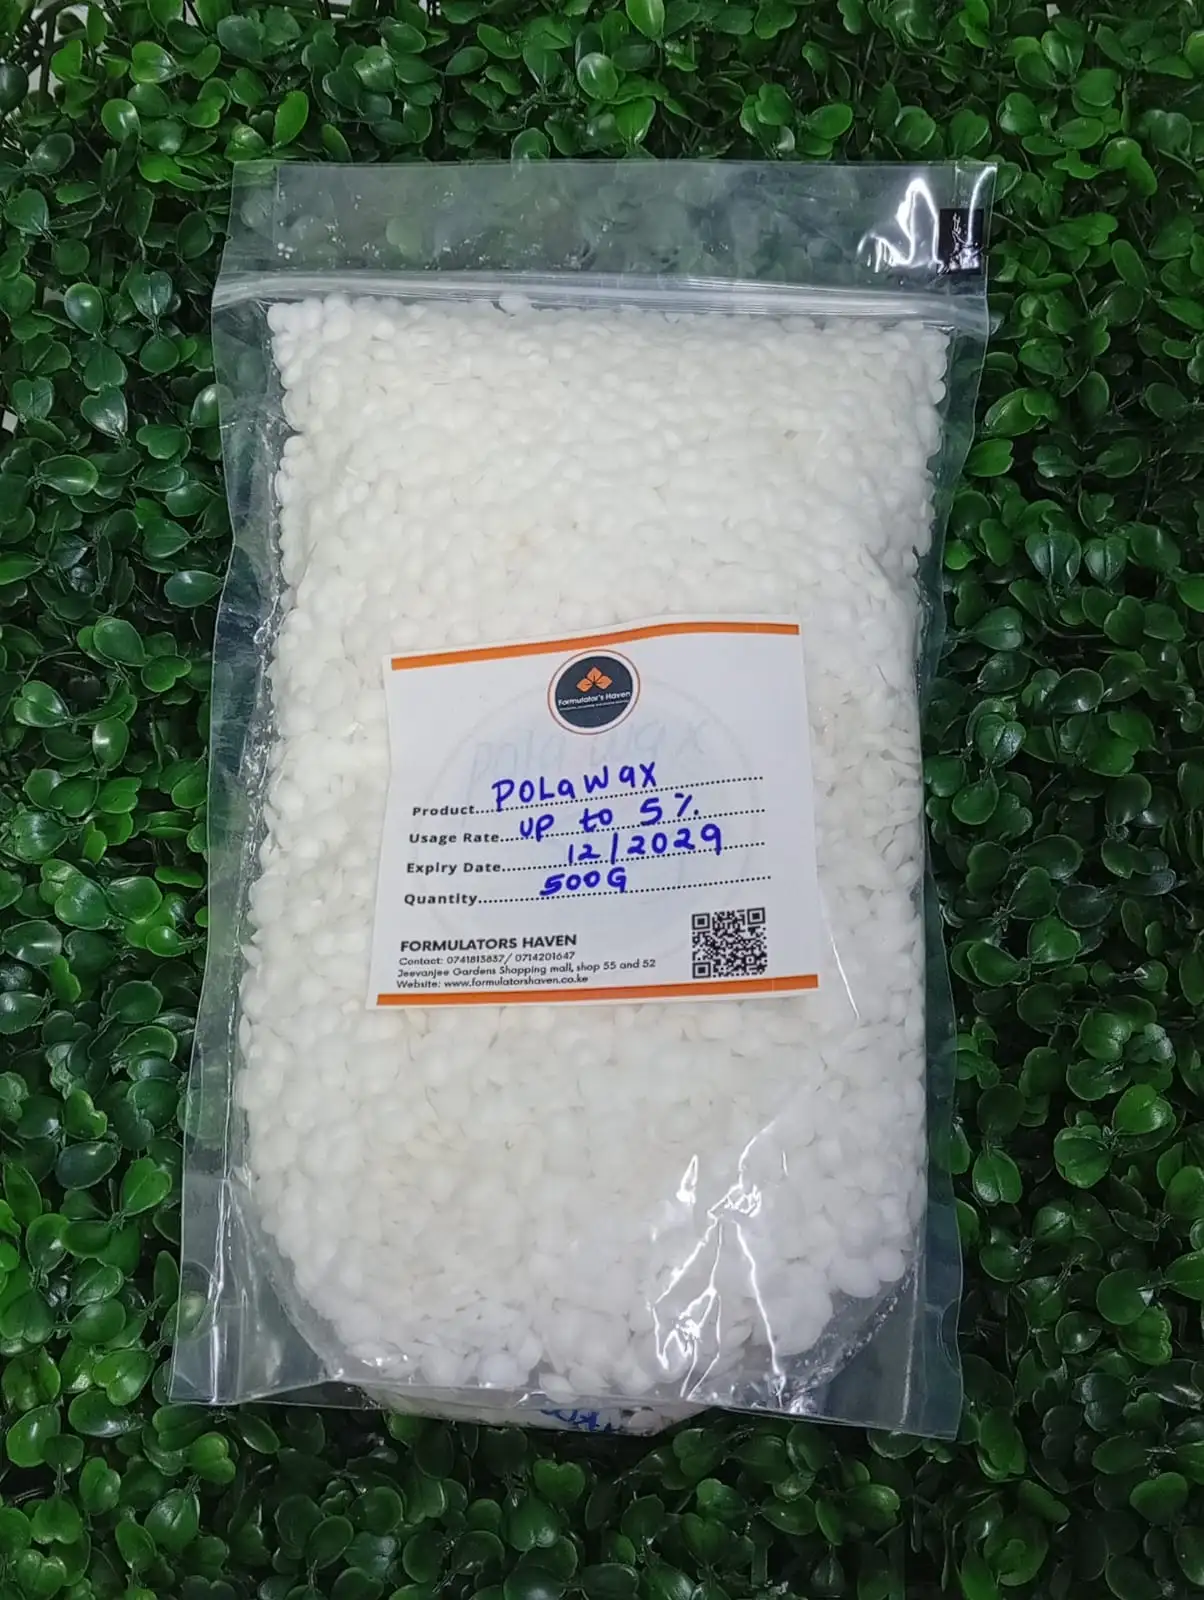 Formulator's Haven
Product....POLaWax
Usage Rate....up to 5%
Expiry Date......12/2029
Quantity.........500G
FORMULATORS HAVEN
Contact: 0741813837/ 0714201647
Jeevanjee Gardens Shopping mall, shop 55 and 52
Website: www.formulatorshaven.co.ke